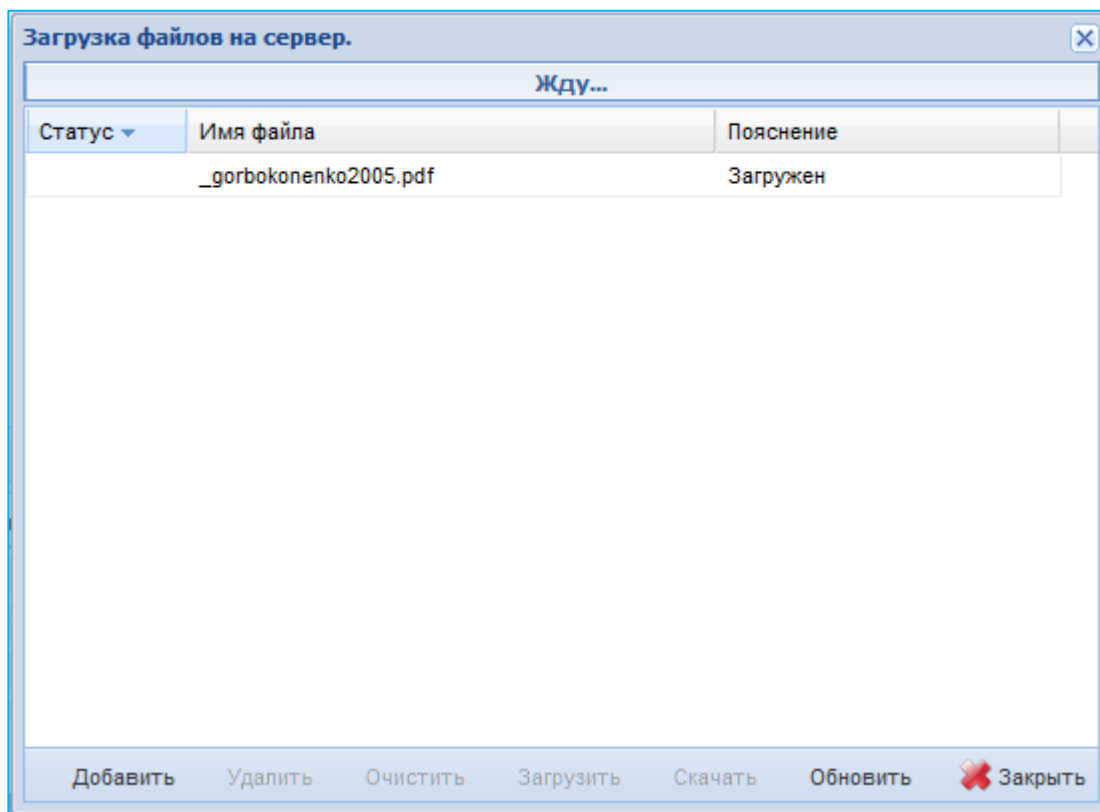 Загрузка файлов на сервер.
Жду...
Статус Имя файла Пояснение
_gorbokonenko2005.pdf Загружен
Добавить Удалить Очистить Загрузить Скачать Обновить Закрыть